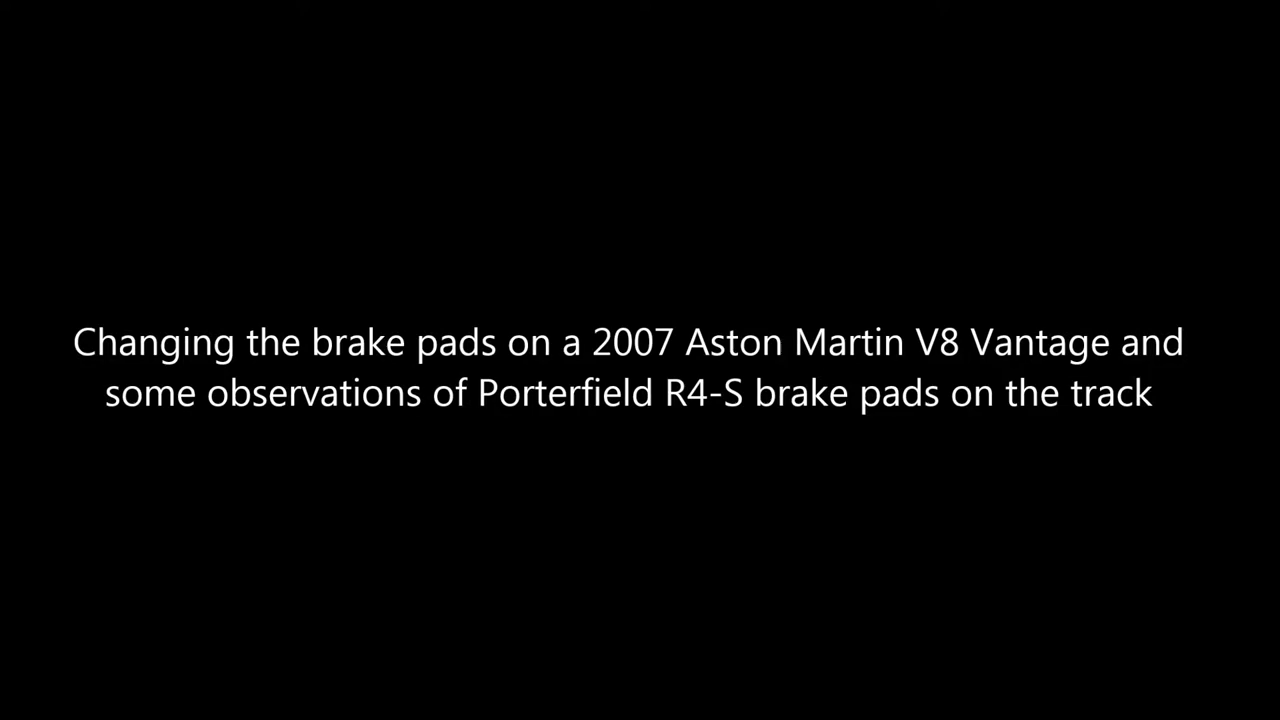 Changing the brake pads on a 2007 Aston Martin V8 Vantage and
some observations of Porterfield R4-S brake pads on the track